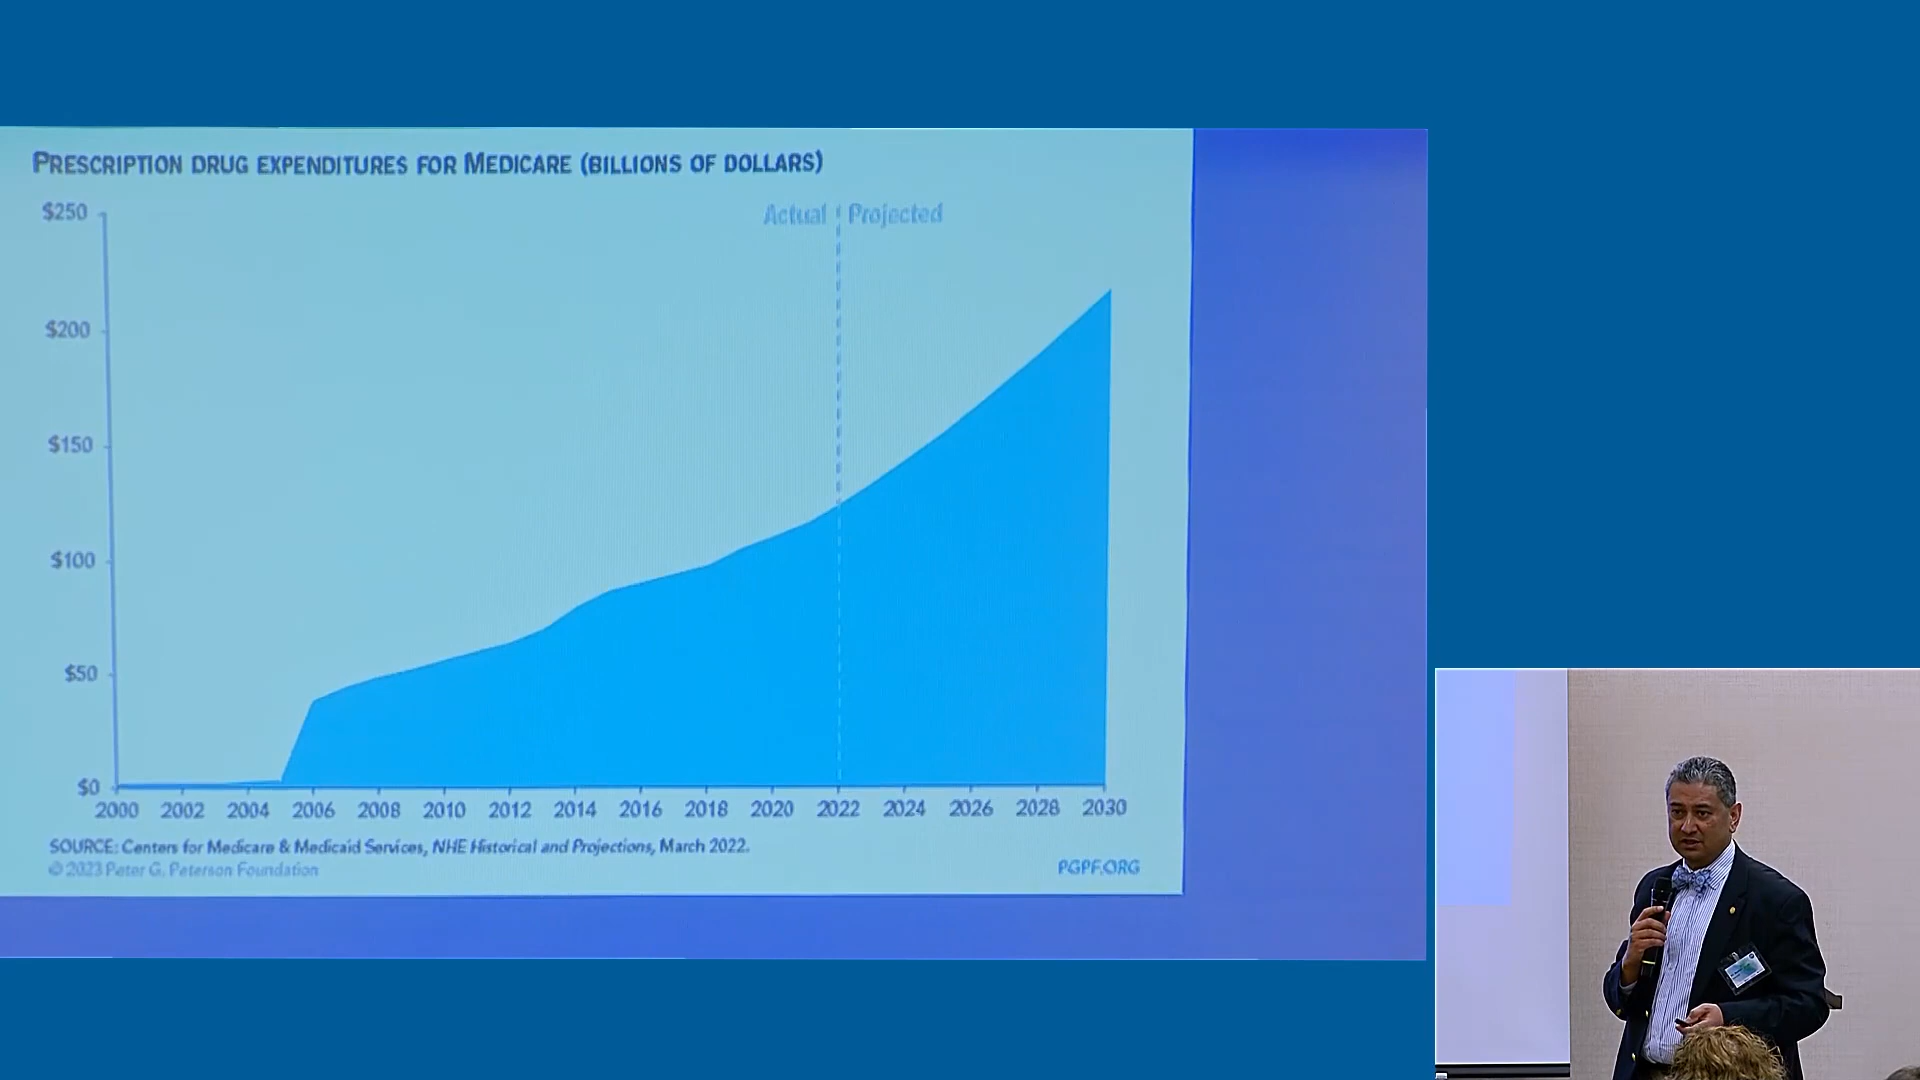 PRESCRIPTION DRUG EXPENDITURES FOR MEDICARE (BILLIONS OF DOLLARS)
$250
Actual Projected
$200
$150
$100
$50
$0
2000 2002 2004 2006 2008 2010 2012 2014 2016 2018 2020 2022 2024 2026 2028 2030
SOURCE: Centers for Medicare & Medicaid Services, NHE Historical and Projections, March 2022.
© 2023 Peter G. Peterson Foundation
PGPF.ORG